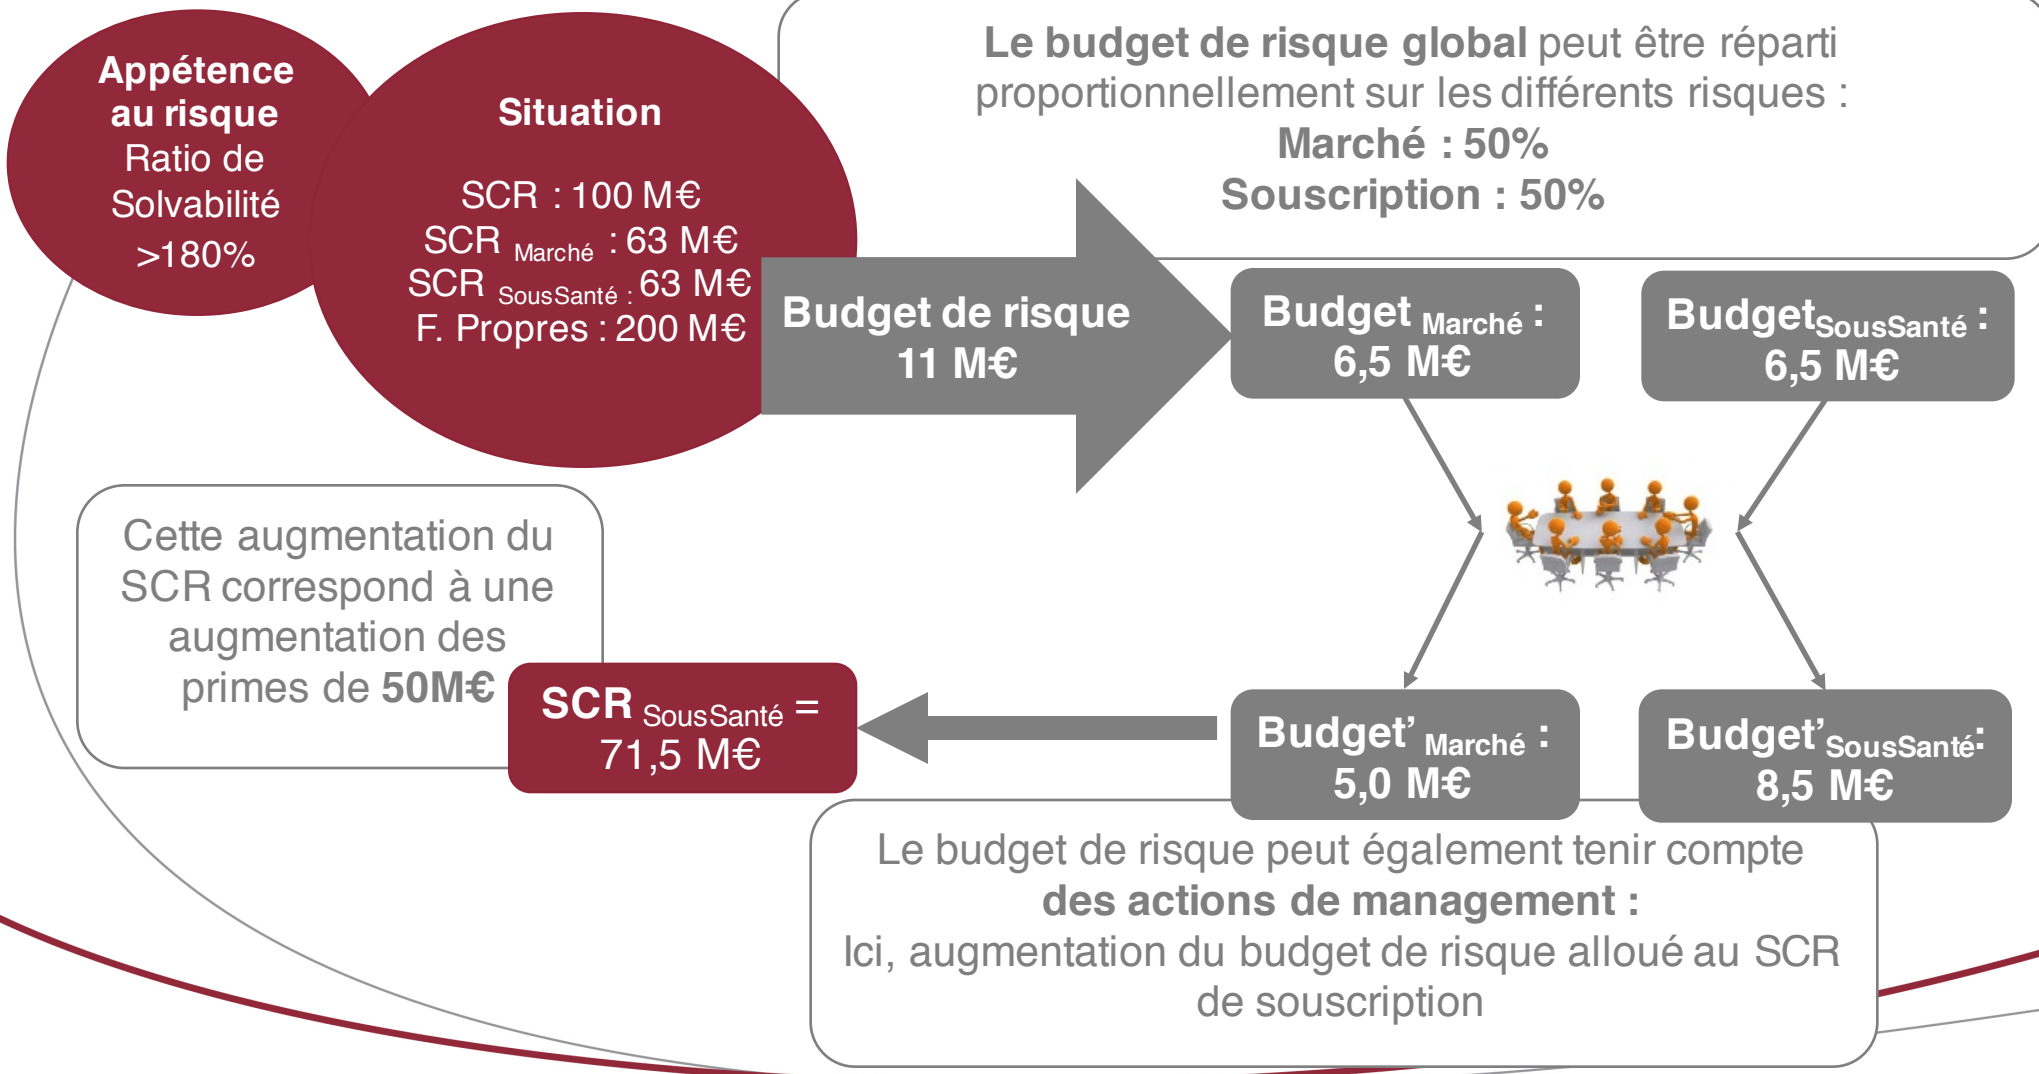 Appétence
au risque
Ratio de
Solvabilité
>180%
Situation
SCR : 100 M€
SCR Marché : 63 M€
SCR SousSanté : 63 M€
F. Propres : 200 M€
Le budget de risque global peut être réparti
proportionnellement sur les différents risques :
Marché : 50%
Souscription : 50%
Budget de risque
11 M€
Budget Marché :
6,5 M€
BudgetSousSanté :
6,5 M€
Cette augmentation du
SCR correspond à une
augmentation des
primes de 50M€
SCR SousSanté =
71,5 M€
Budget’ Marché :
5,0 M€
Budget’SousSanté:
8,5 M€
Le budget de risque peut également tenir compte
des actions de management :
Ici, augmentation du budget de risque alloué au SCR
de souscription